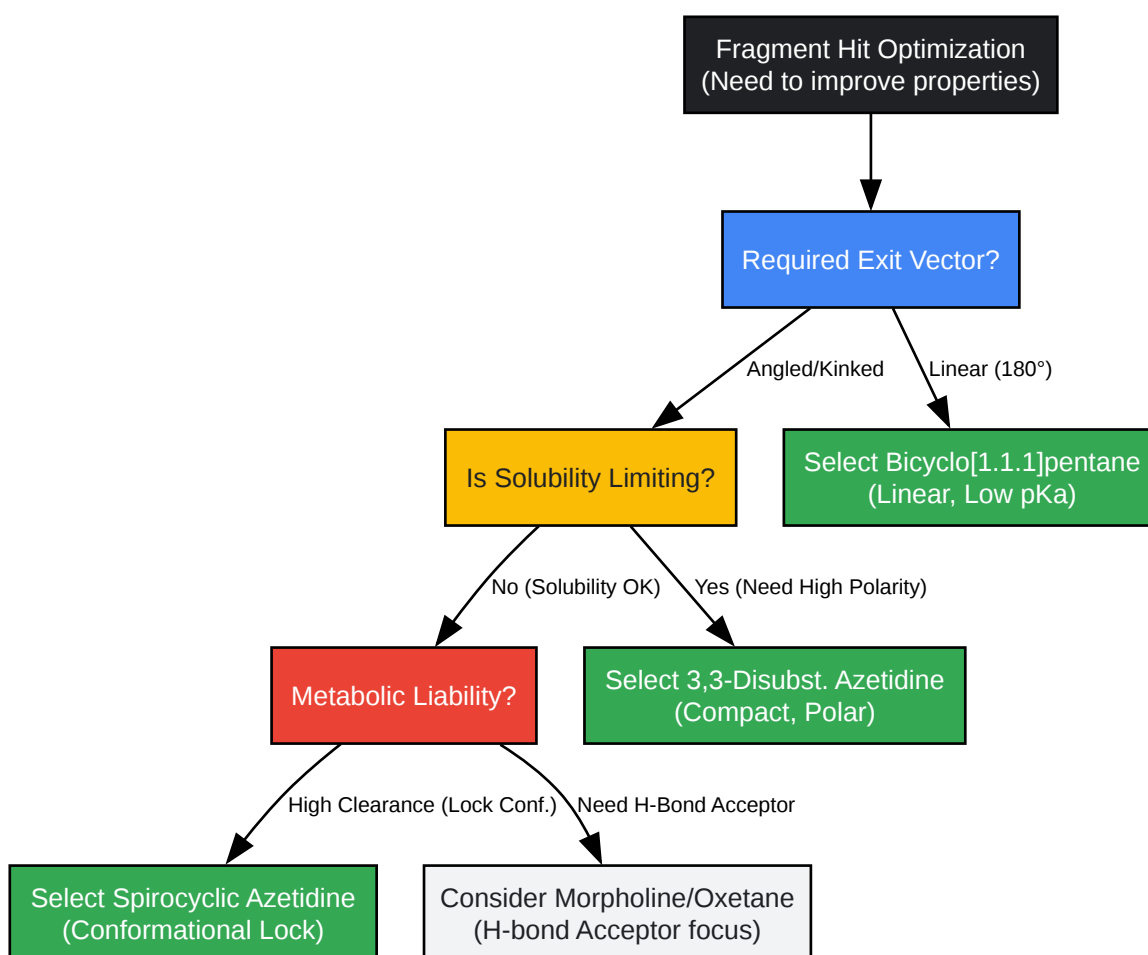 Fragment Hit Optimization
(Need to improve properties)
Required Exit Vector?
Angled/Kinked
Linear (180°)
Is Solubility Limiting?
Select Bicyclo[1.1.1]pentane
(Linear, Low pKa)
No (Solubility OK)
Yes (Need High Polarity)
Metabolic Liability?
Select 3,3-Disubst. Azetidine
(Compact, Polar)
High Clearance (Lock Conf.)
Need H-Bond Acceptor
Select Spirocyclic Azetidine
(Conformational Lock)
Consider Morpholine/Oxetane
(H-bond Acceptor focus)